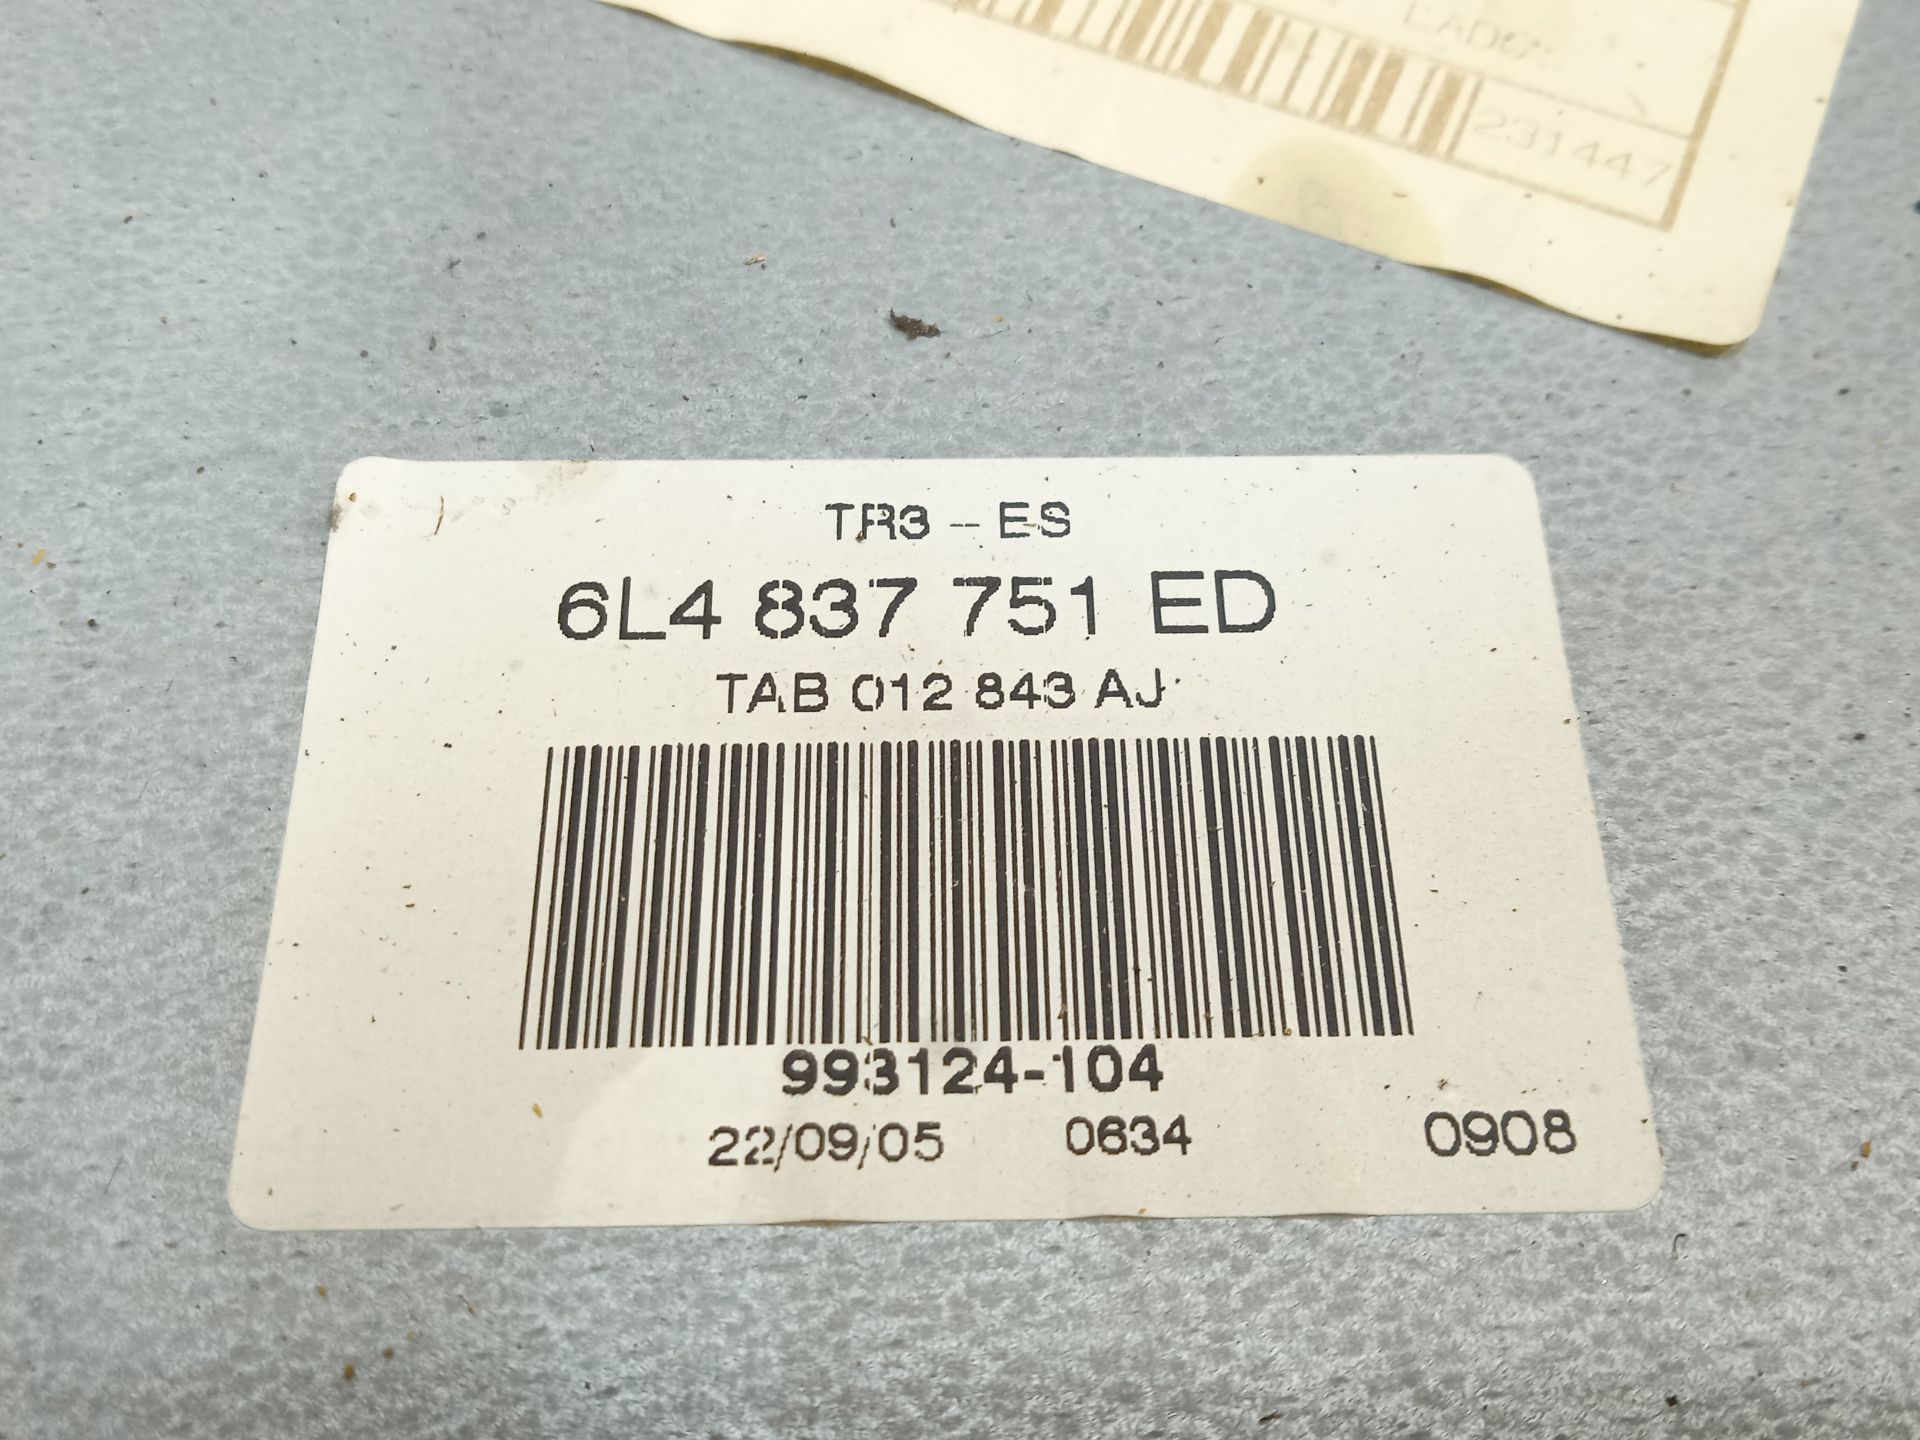 231447
TR3 - ES
6L4 837 751 ED
TAB 012 843 AJ
993124-104
22/09/05 0634 0908